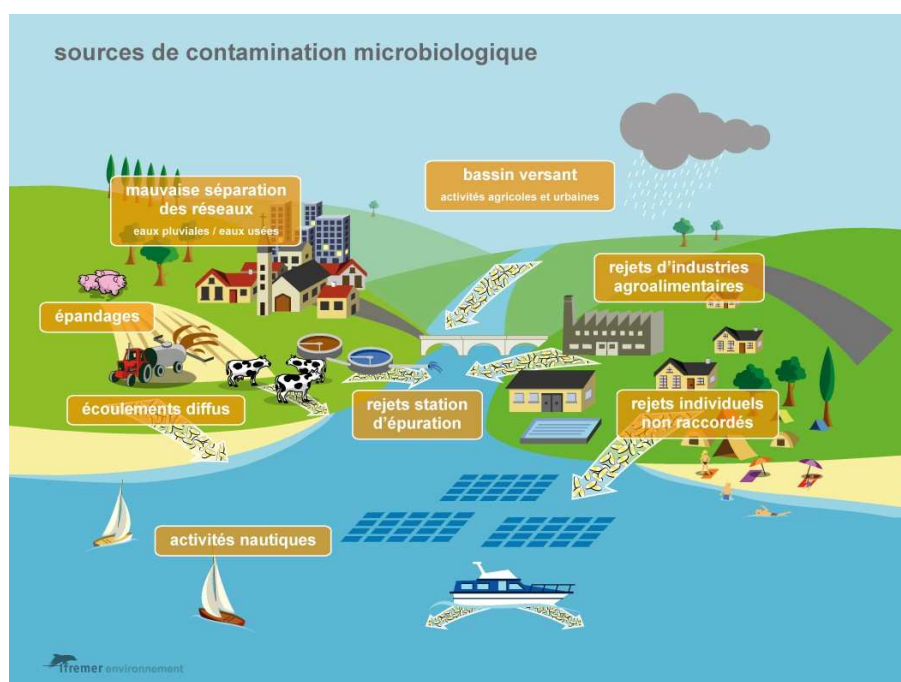 sources de contamination microbiologique
bassin versant
activités agricoles et urbaines
mauvaise séparation
des réseaux
eaux pluviales / eaux usées
rejets d'industries
agroalimentaires
épandages
écoulements diffus
rejets station
d'épuration
rejets individuels
non raccordés
activités nautiques
ifremer environnement